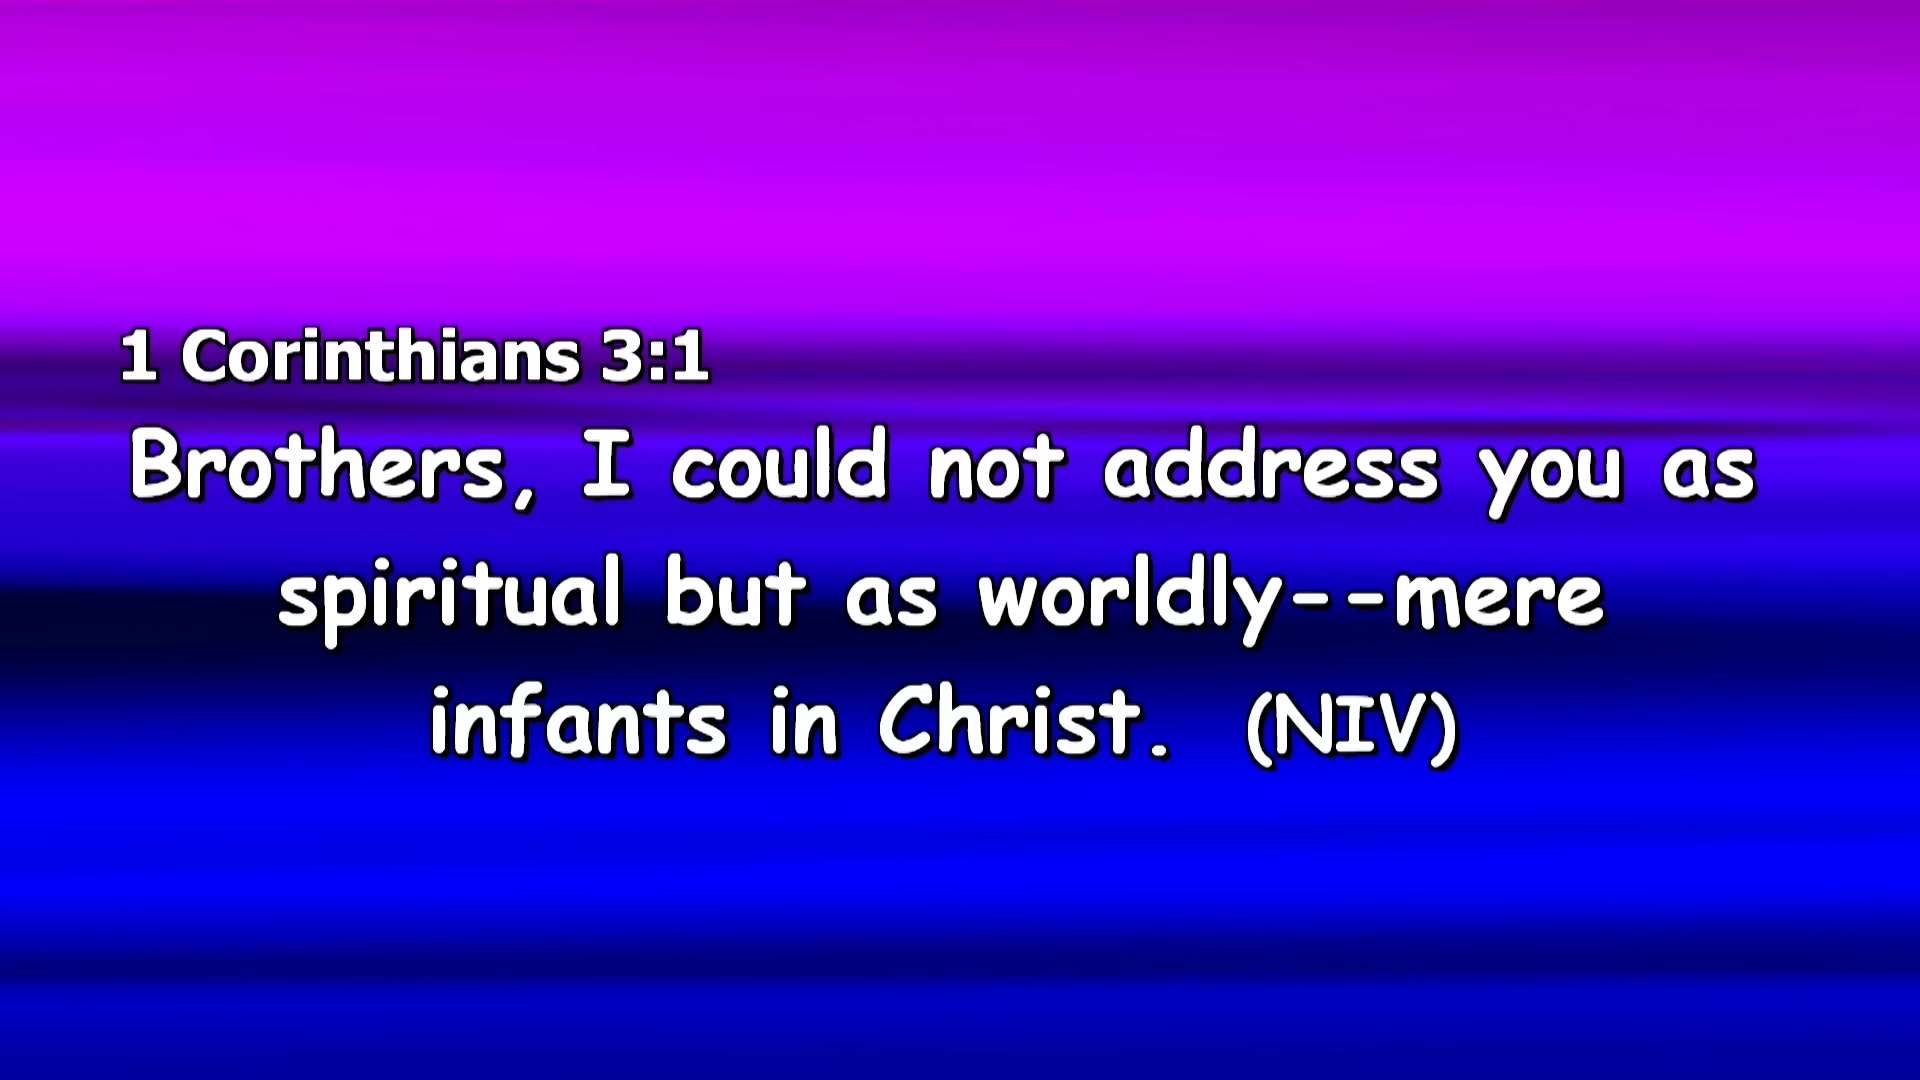 1 Corinthians 3:1
Brothers, I could not address you as
spiritual but as worldly--mere
infants in Christ. (NIV)